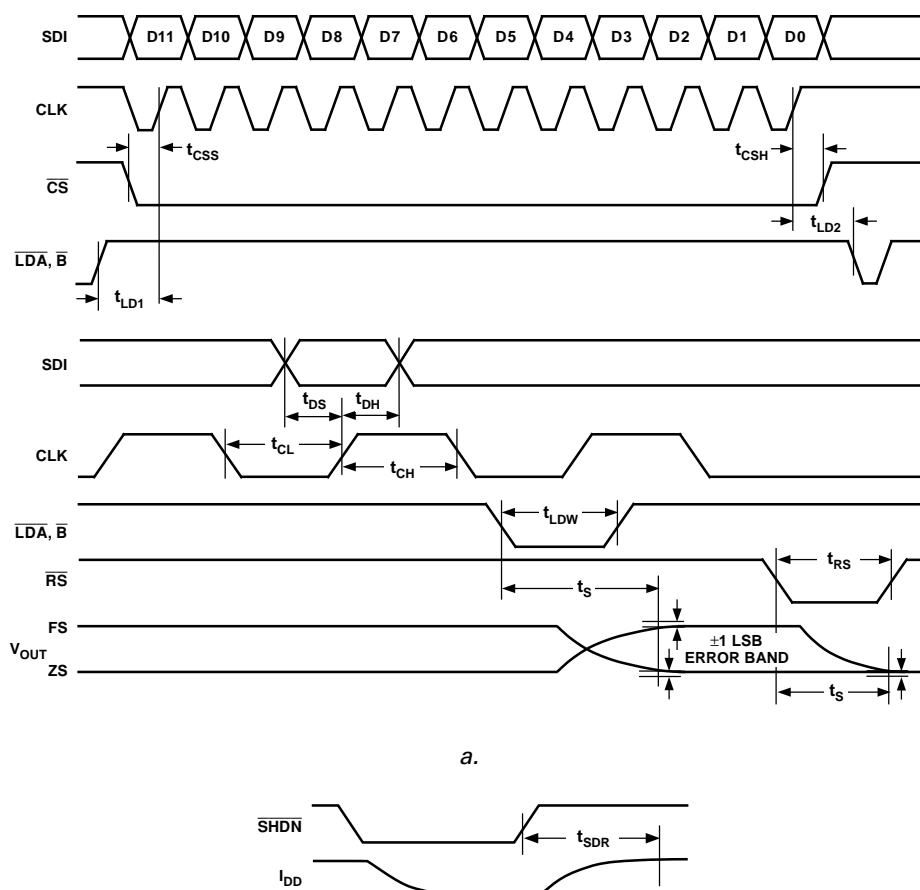 SDI D11 D10 D9 D8 D7 D6 D5 D4 D3 D2 D1 D0
CLK
tCSS tCSH
CS
tLD2
LDA, B
tLD1
SDI
tDS tDH
CLK tCL
tCH
LDA, B tLDW
RS tRS
tS
FS
VOUT ±1 LSB
ERROR BAND
ZS
tS
a.
SHDN
tSDR
IDD